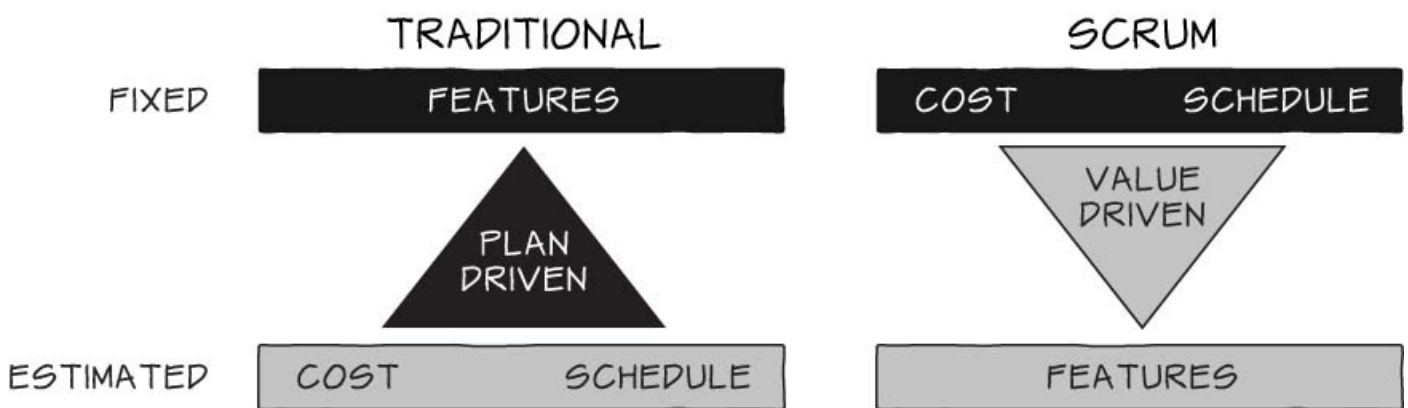 TRADITIONAL SCRUM
FIXED FEATURES COST SCHEDULE
PLAN
DRIVEN
VALUE
DRIVEN
ESTIMATED COST SCHEDULE FEATURES